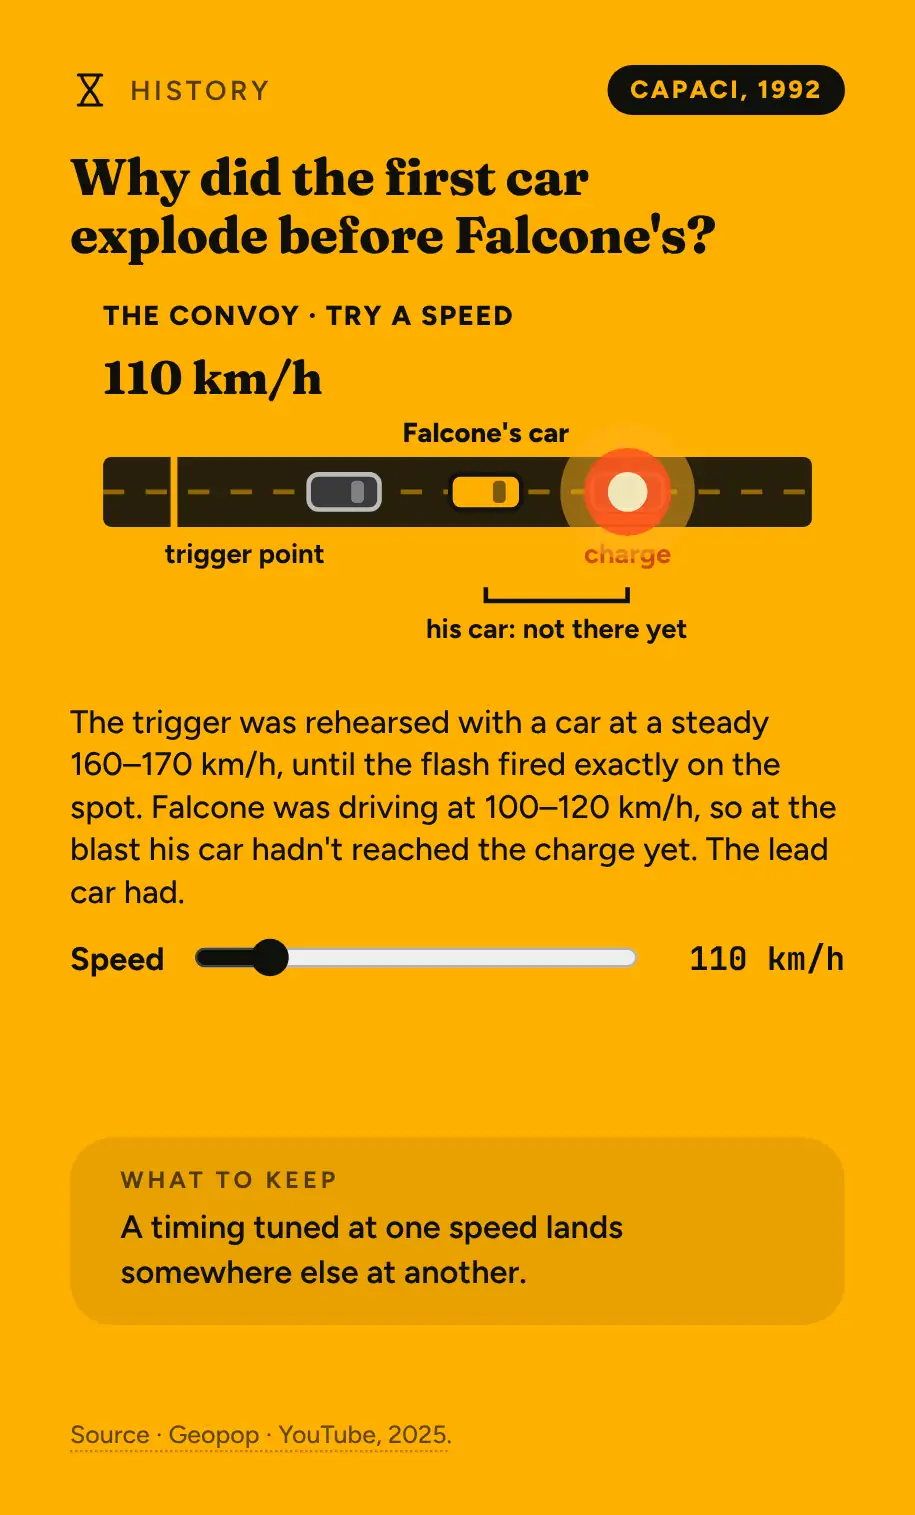 HISTORY
CAPACI, 1992
Why did the first car
explode before Falcone's?
THE CONVOY · TRY A SPEED
110 km/h
Falcone's car
trigger point
charge
his car: not there yet
The trigger was rehearsed with a car at a steady
160–170 km/h, until the flash fired exactly on the
spot. Falcone was driving at 100–120 km/h, so at the
blast his car hadn't reached the charge yet. The lead
car had.
Speed
110 km/h
WHAT TO KEEP
A timing tuned at one speed lands
somewhere else at another.
Source · Geopop · YouTube, 2025.